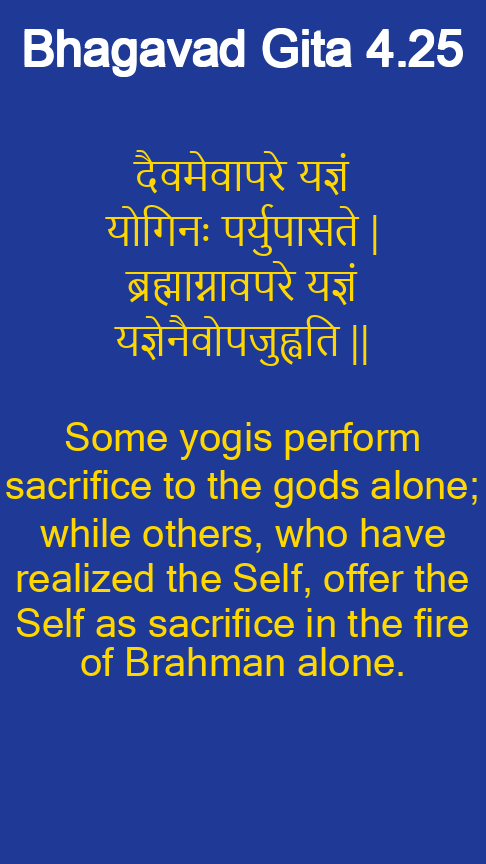 Bhagavad Gita 4.25
दैवमेवापरे यज्ञं
योगिनः पर्युपासते |
ब्रह्माग्नावपरे यज्ञं
यज्ञेनैवोपजुह्वति ||
Some yogis perform
sacrifice to the gods alone;
while others, who have
realized the Self, offer the
Self as sacrifice in the fire
of Brahman alone.